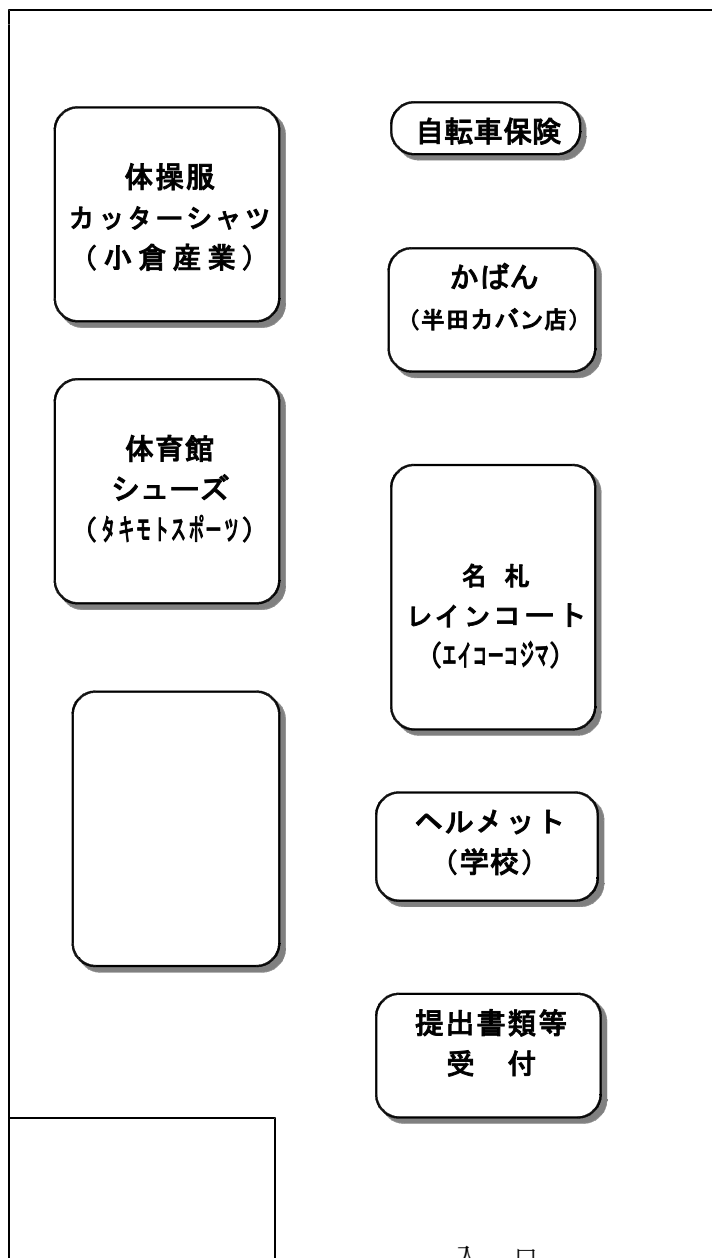 自転車保険
体操服
カッターシャツ
（小倉産業）
かばん
（半田カバン店）
体育館
シューズ
（タキモトスポーツ）
名 札
レインコート
（エイコーコジマ）
ヘルメット
（学校）
提出書類等
受　付
入　口